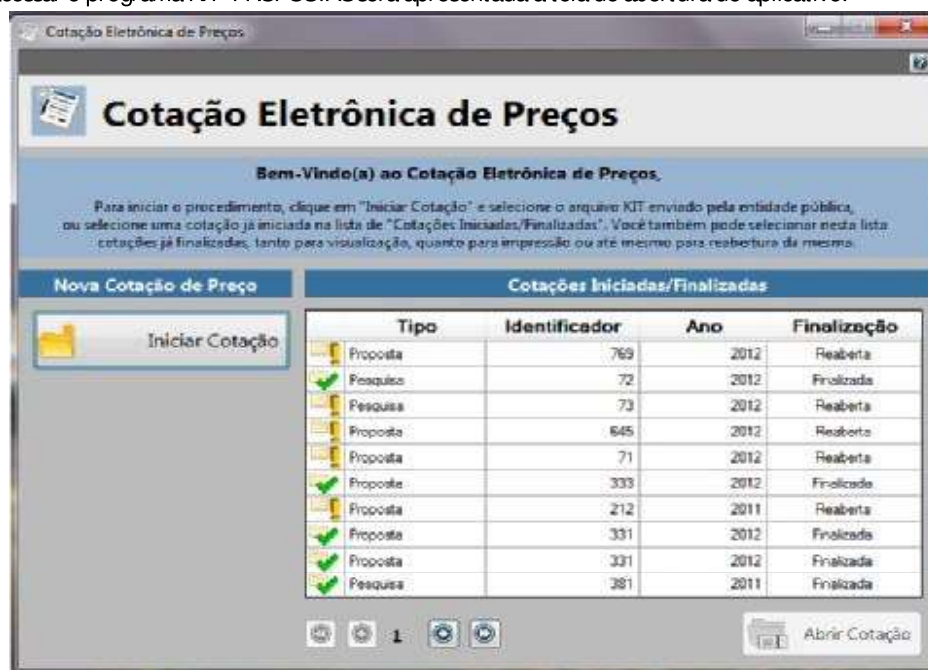 o programa KIT PROPOSTAS será apresentada a tela de abertura do aplicativo:
Cotação Eletrônica de Preços
Cotação Eletrônica de Preços
Bem-Vindo(a) ao Cotação Eletrônica de Preços,
Para iniciar o procedimento, clique em "Iniciar Cotação" e selecione o arquivo KIT enviado pela entidade pública,
ou selecione uma cotação já iniciada na lista de "Cotações Iniciadas/Finalizadas". Você também pode selecionar nesta lista
cotações já finalizadas, tanto para visualização, quanto para impressão ou até mesmo para reabertura da mesma.
Nova Cotação de Preço
Cotações Iniciadas/Finalizadas
Iniciar Cotação
Tipo Identificador Ano Finalização
Proposta 769 2012 Reaberta
Pesquisa 72 2012 Finalizada
Pesquisa 73 2012 Reaberta
Proposta 645 2012 Reaberta
Proposta 71 2012 Reaberta
Proposta 333 2012 Finalizada
Proposta 212 2011 Reaberta
Proposta 331 2012 Finalizada
Proposta 331 2012 Finalizada
Pesquisa 381 2011 Finalizada
1
Abrir Cotação